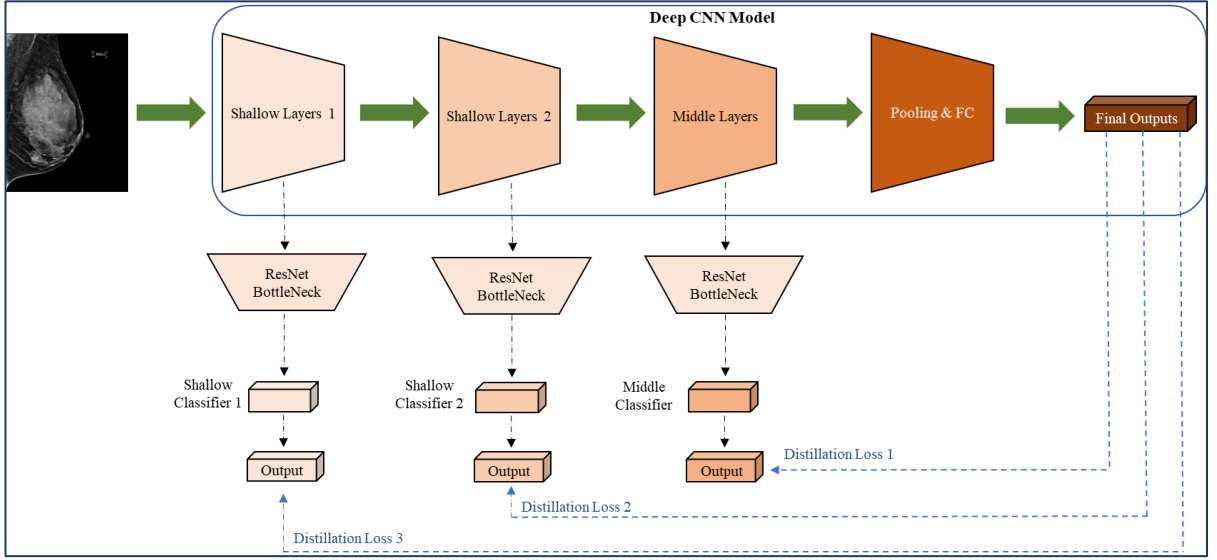 Deep CNN Model
Shallow Layers 1
Shallow Layers 2
Middle Layers
Pooling & FC
Final Outputs
ResNet
BottleNeck
ResNet
BottleNeck
ResNet
BottleNeck
Shallow
Classifier 1
Shallow
Classifier 2
Middle
Classifier
Output
Output
Output
Distillation Loss 1
Distillation Loss 2
Distillation Loss 3